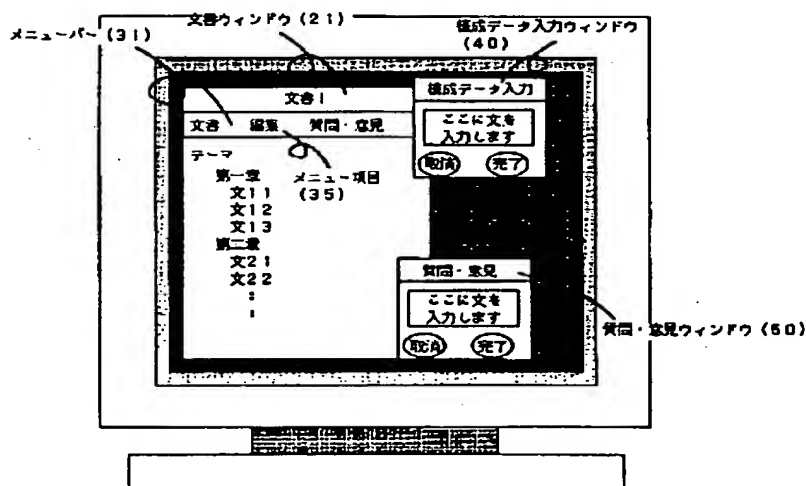 文書ウィンドウ(21)
メニューバー(31)
構成データ入力ウィンドウ
(40)
文書1
文書 編集 質問・意見
構成データ入力
ここに文を
入力します
取消 完了
テーマ
第一章
メニュー項目
(35)
文11
文12
文13
第二章
文21
文22
:
:
質問・意見
ここに文を
入力します
取消 完了
質問・意見ウィンドウ(50)